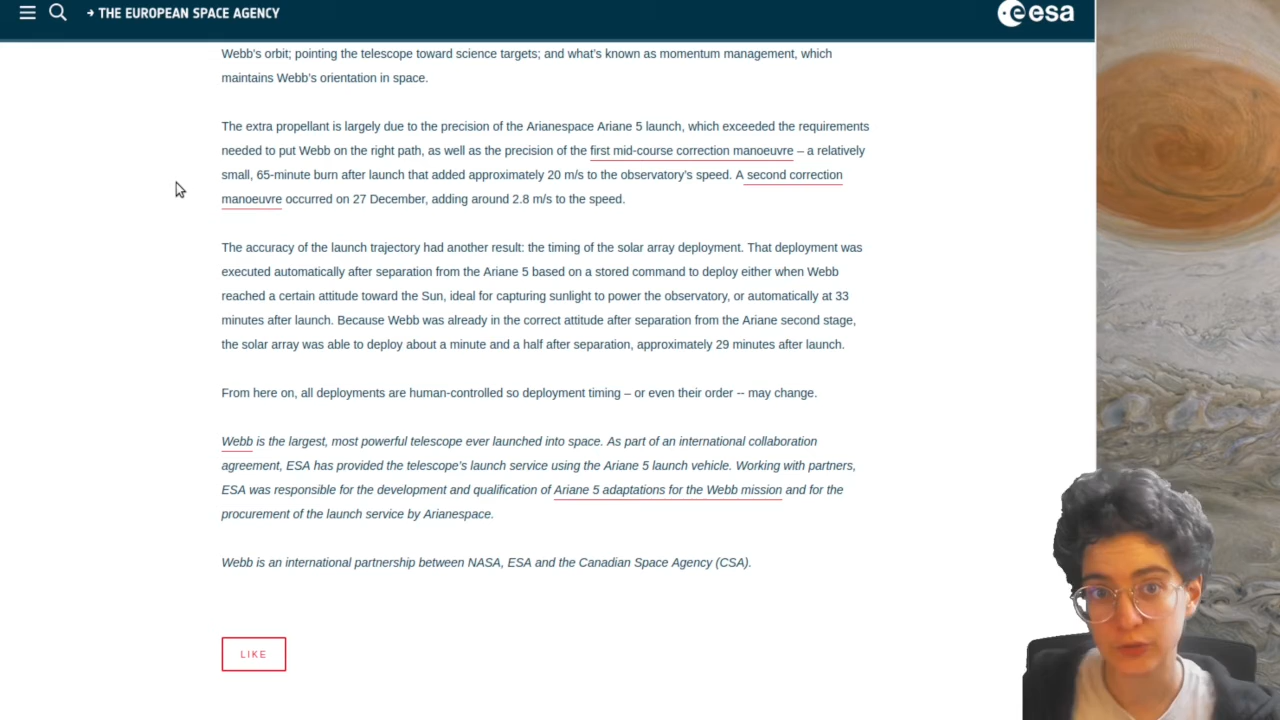 → THE EUROPEAN SPACE AGENCY
esa
Webb's orbit; pointing the telescope toward science targets; and what's known as momentum management, which
maintains Webb's orientation in space.
The extra propellant is largely due to the precision of the Arianespace Ariane 5 launch, which exceeded the requirements
needed to put Webb on the right path, as well as the precision of the first mid-course correction manoeuvre – a relatively
small, 65-minute burn after launch that added approximately 20 m/s to the observatory's speed. A second correction
manoeuvre occurred on 27 December, adding around 2.8 m/s to the speed.
The accuracy of the launch trajectory had another result: the timing of the solar array deployment. That deployment was
executed automatically after separation from the Ariane 5 based on a stored command to deploy either when Webb
reached a certain attitude toward the Sun, ideal for capturing sunlight to power the observatory, or automatically at 33
minutes after launch. Because Webb was already in the correct attitude after separation from the Ariane second stage,
the solar array was able to deploy about a minute and a half after separation, approximately 29 minutes after launch.
From here on, all deployments are human-controlled so deployment timing – or even their order -- may change.
Webb is the largest, most powerful telescope ever launched into space. As part of an international collaboration
agreement, ESA has provided the telescope's launch service using the Ariane 5 launch vehicle. Working with partners,
ESA was responsible for the development and qualification of Ariane 5 adaptations for the Webb mission and for the
procurement of the launch service by Arianespace.
Webb is an international partnership between NASA, ESA and the Canadian Space Agency (CSA).
LIKE